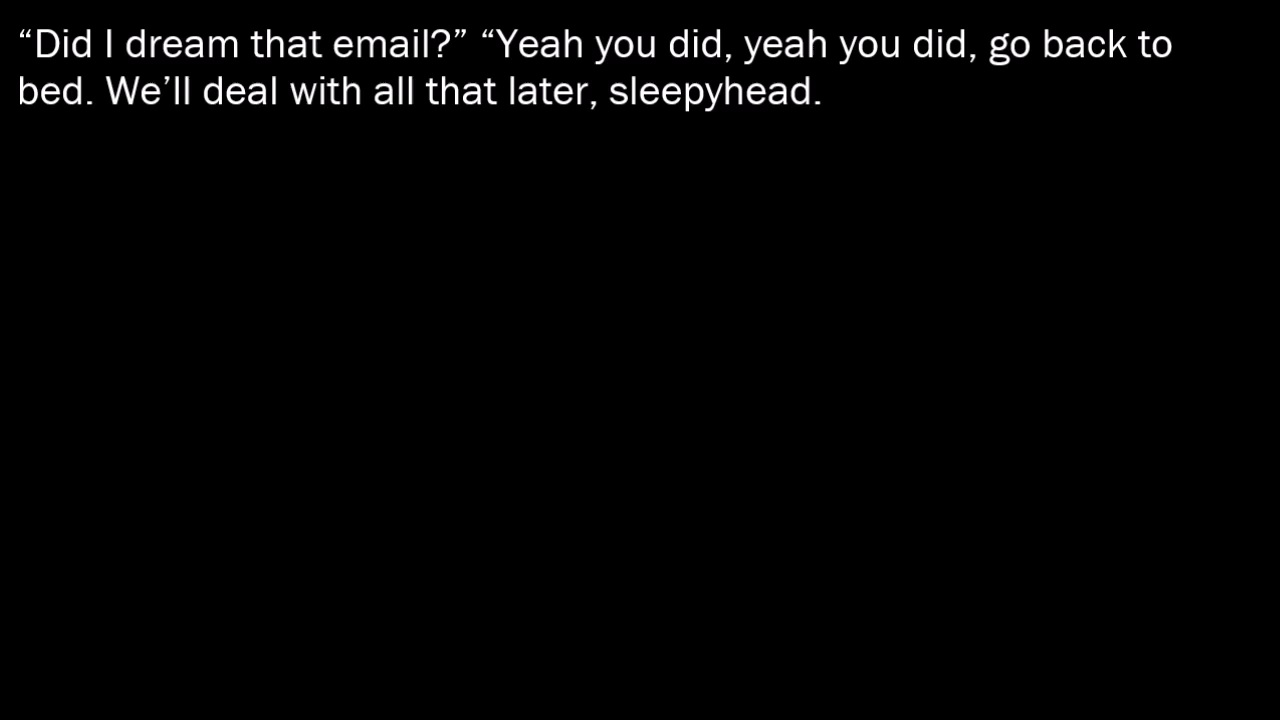 “Did I dream that email?” “Yeah you did, yeah you did, go back to
bed. We’ll deal with all that later, sleepyhead.